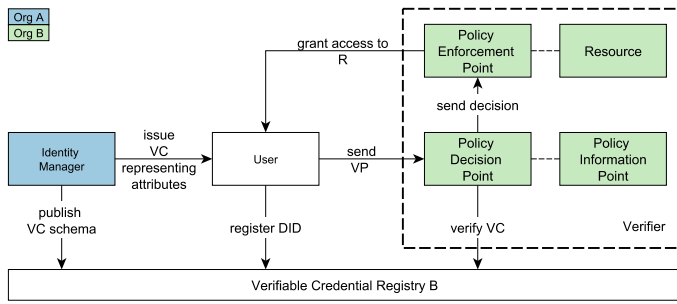 Org A
Org B
grant access to
R
Policy
Enforcement
Point
Resource
send decision
Identity
Manager
issue
VC
representing
attributes
User
send
VP
Policy
Decision
Point
Policy
Information
Point
publish
VC schema
register DID
verify VC
Verifier
Verifiable Credential Registry B